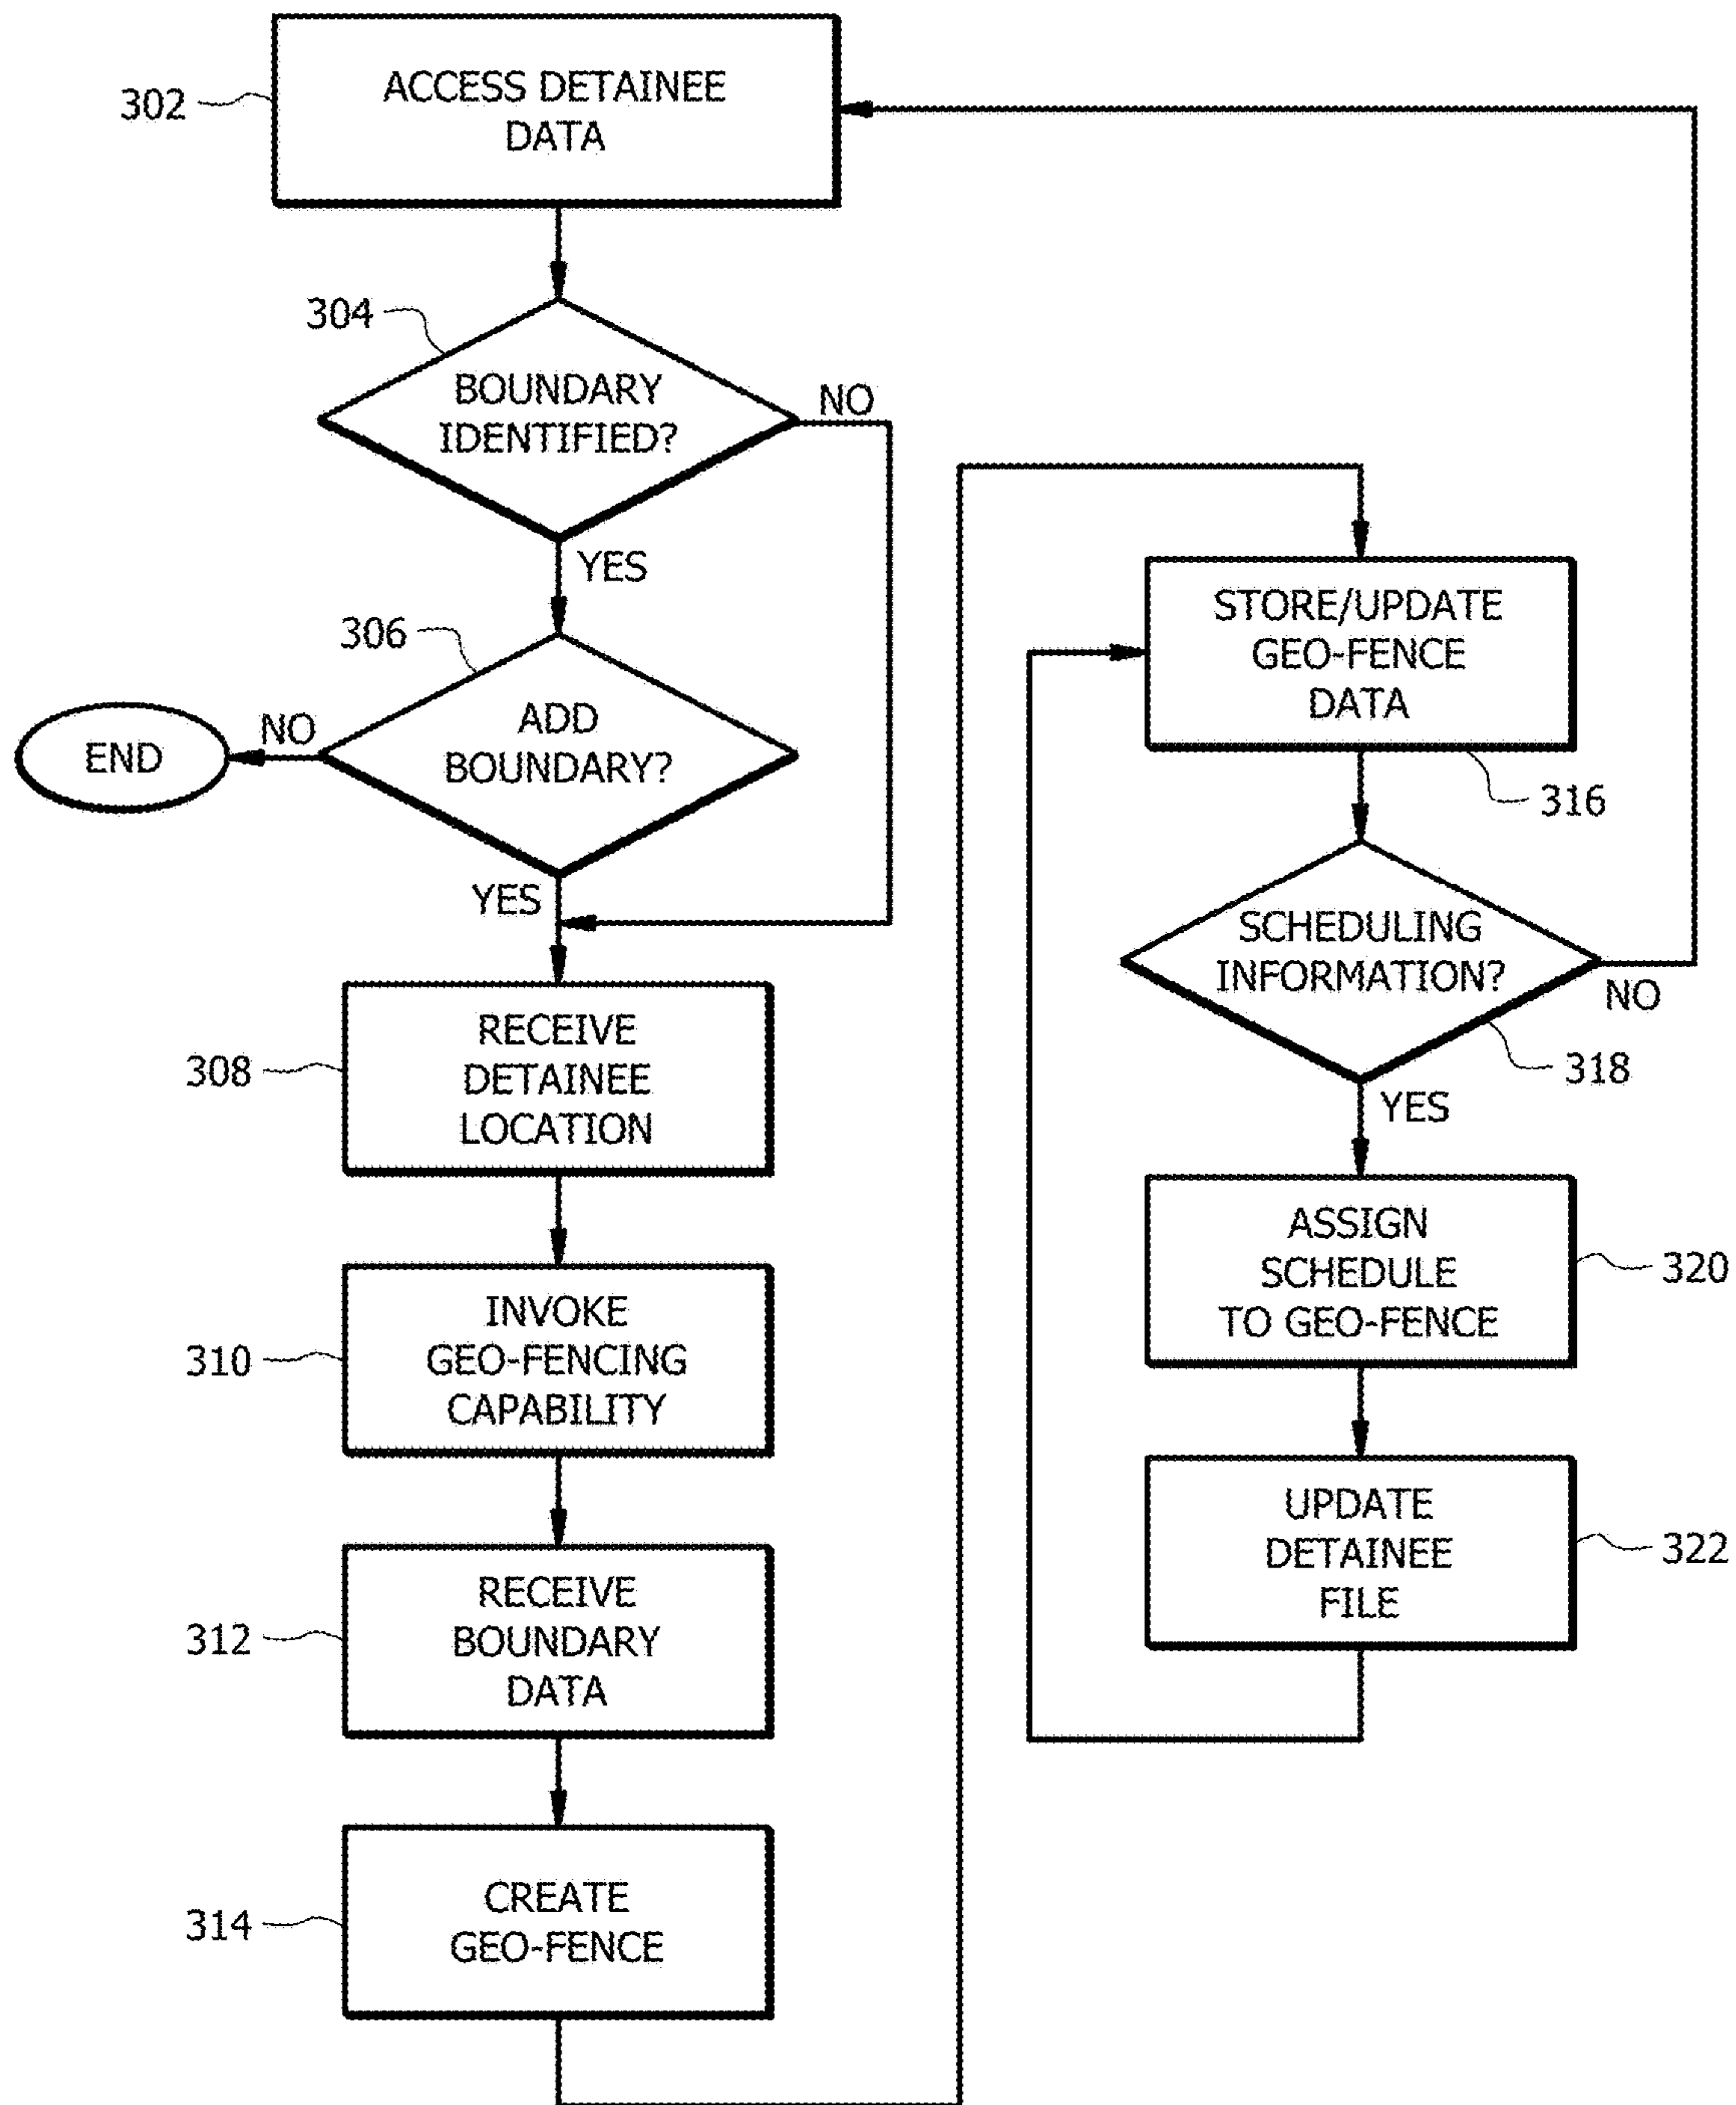 302
ACCESS DETAINEE
DATA
304
BOUNDARY
IDENTIFIED?
NO
YES
306
ADD
BOUNDARY?
NO
END
YES
308
RECEIVE
DETAINEE
LOCATION
310
INVOKE
GEO-FENCING
CAPABILITY
312
RECEIVE
BOUNDARY
DATA
314
CREATE
GEO-FENCE
STORE/UPDATE
GEO-FENCE
DATA
316
SCHEDULING
INFORMATION?
NO
318
YES
ASSIGN
SCHEDULE
TO GEO-FENCE
320
UPDATE
DETAINEE
FILE
322